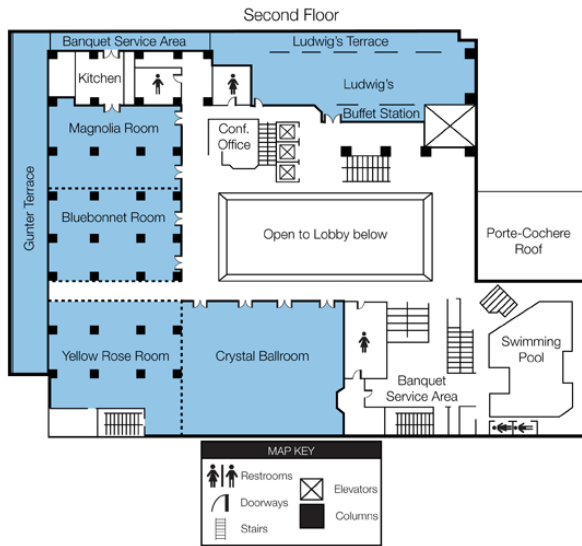 Second Floor
Banquet Service Area
Ludwig's Terrace
Kitchen
Ludwig's
Buffet Station
Magnolia Room
Conf.
Office
Gunter Terrace
Bluebonnet Room
Open to Lobby below
Porte-Cochere
Roof
Yellow Rose Room
Crystal Ballroom
Swimming
Pool
Banquet
Service Area
MAP KEY
Restrooms
Elevators
Doorways
Columns
Stairs